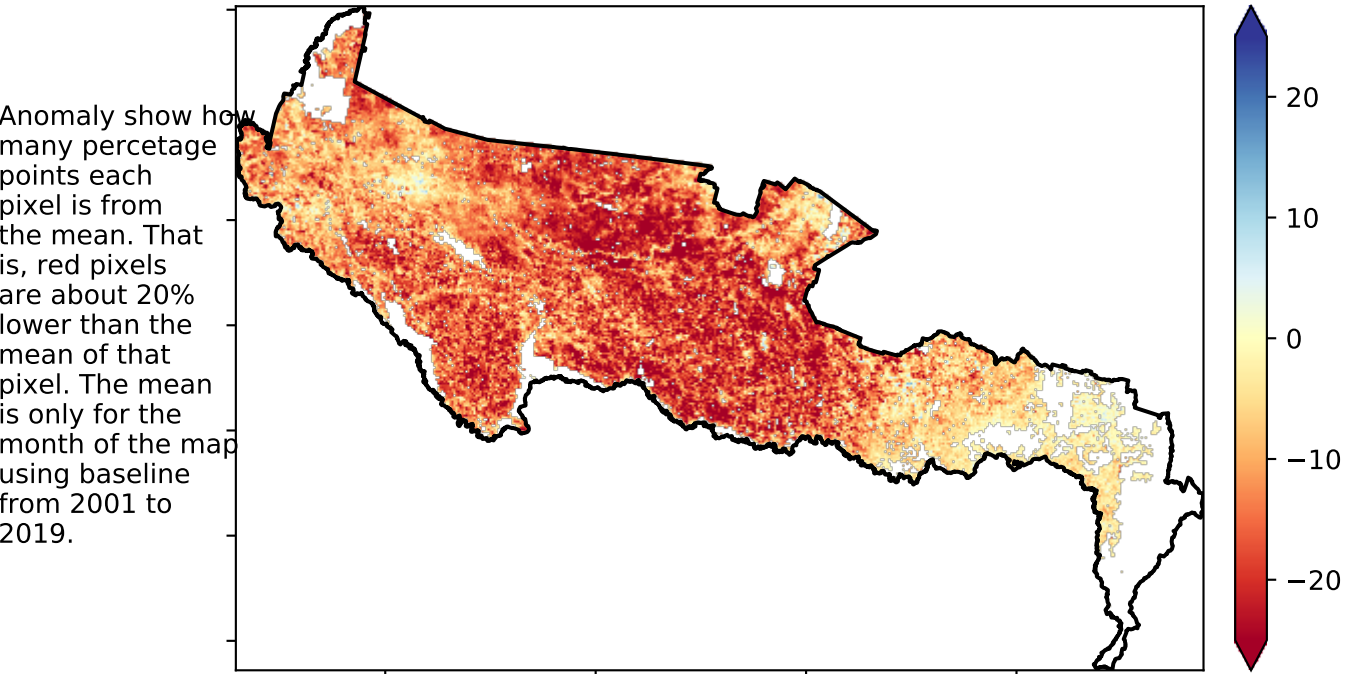 Anomaly show how
many percetage
points each
pixel is from
the mean. That
is, red pixels
are about 20%
lower than the
mean of that
pixel. The mean
is only for the
month of the map
using baseline
from 2001 to
2019.
20
10
0
−10
−20